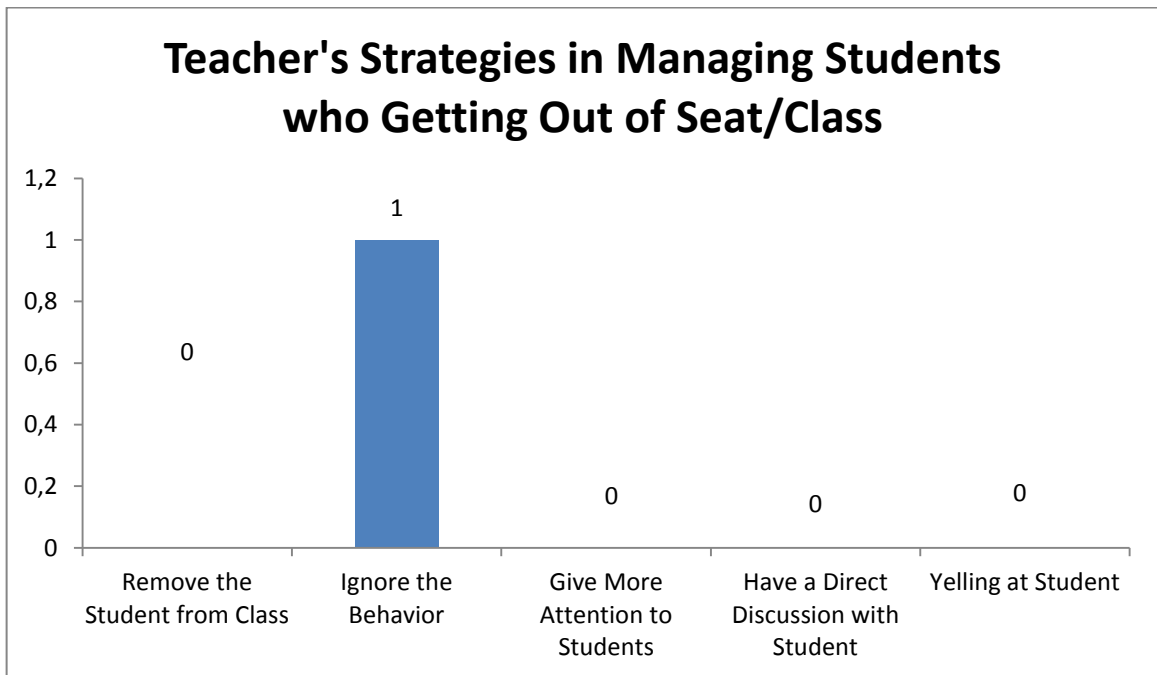 Teacher's Strategies in Managing Students
who Getting Out of Seat/Class
1,2
1
0,8
0,6
0,4
0,2
0
0
1
0
0
0
Remove the
Student from Class
Ignore the
Behavior
Give More
Attention to
Students
Have a Direct
Discussion with
Student
Yelling at Student